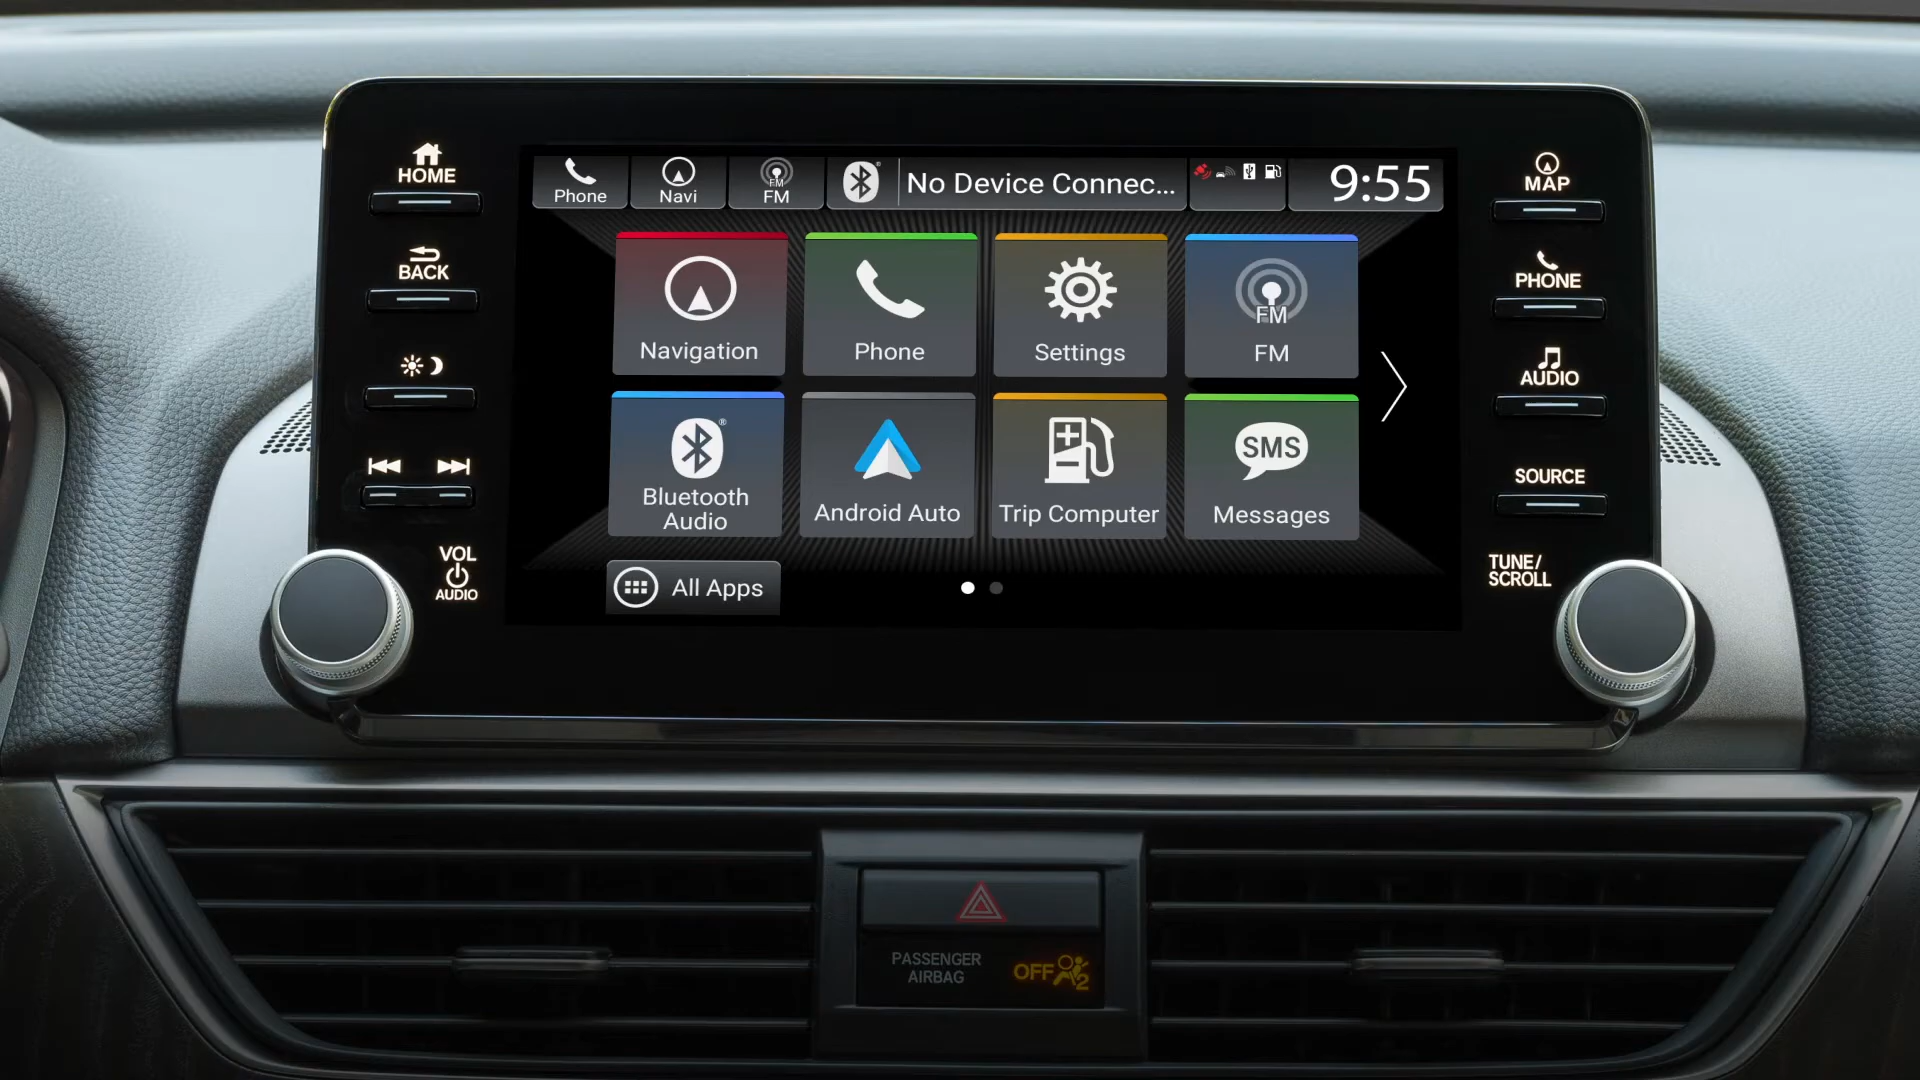 HOME
BACK
VOL
AUDIO
Phone
Navi
FM
FM
No Device Connec...
9:55
Navigation
Phone
Settings
FM
FM
Bluetooth
Audio
Android Auto
Trip Computer
SMS
Messages
All Apps
MAP
PHONE
AUDIO
SOURCE
TUNE/
SCROLL
PASSENGER
AIRBAG
OFF 2